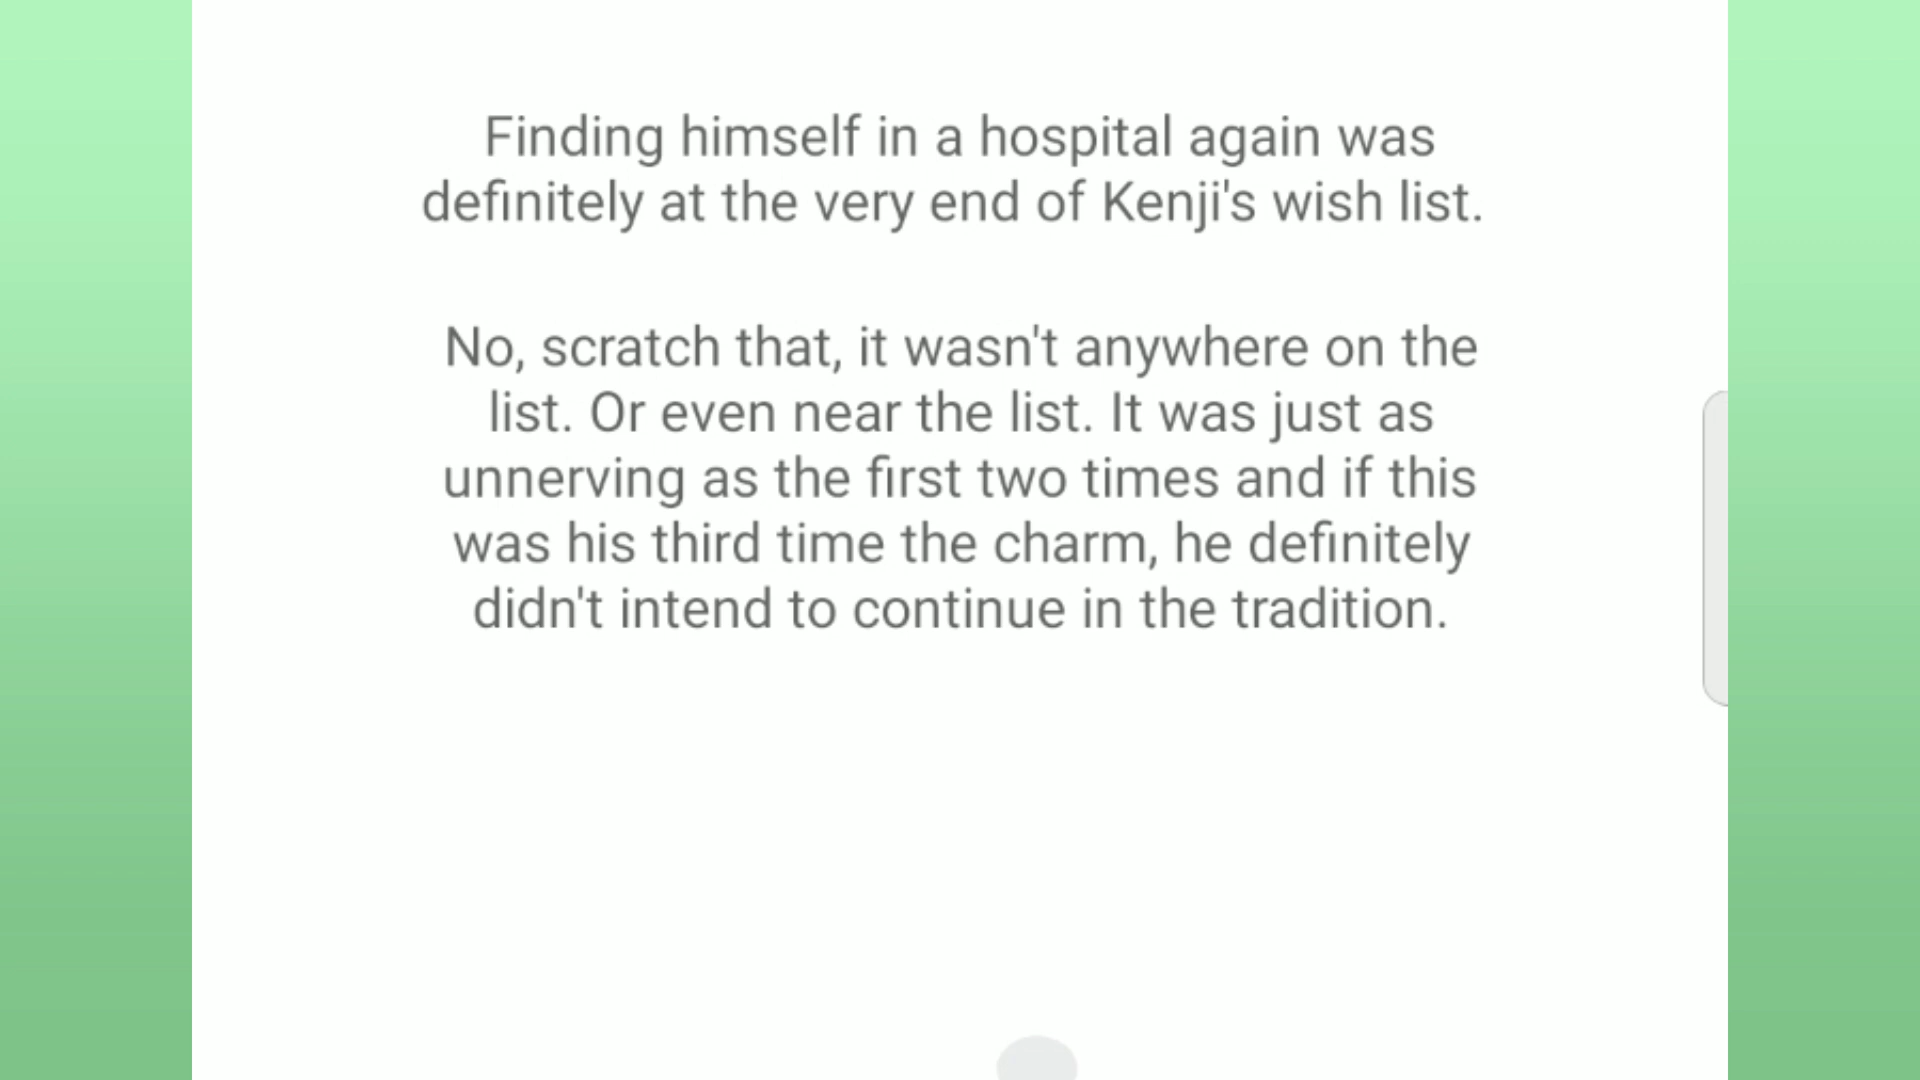 Finding himself in a hospital again was
definitely at the very end of Kenji's wish list.
No, scratch that, it wasn't anywhere on the
list. Or even near the list. It was just as
unnerving as the first two times and if this
was his third time the charm, he definitely
didn't intend to continue in the tradition.